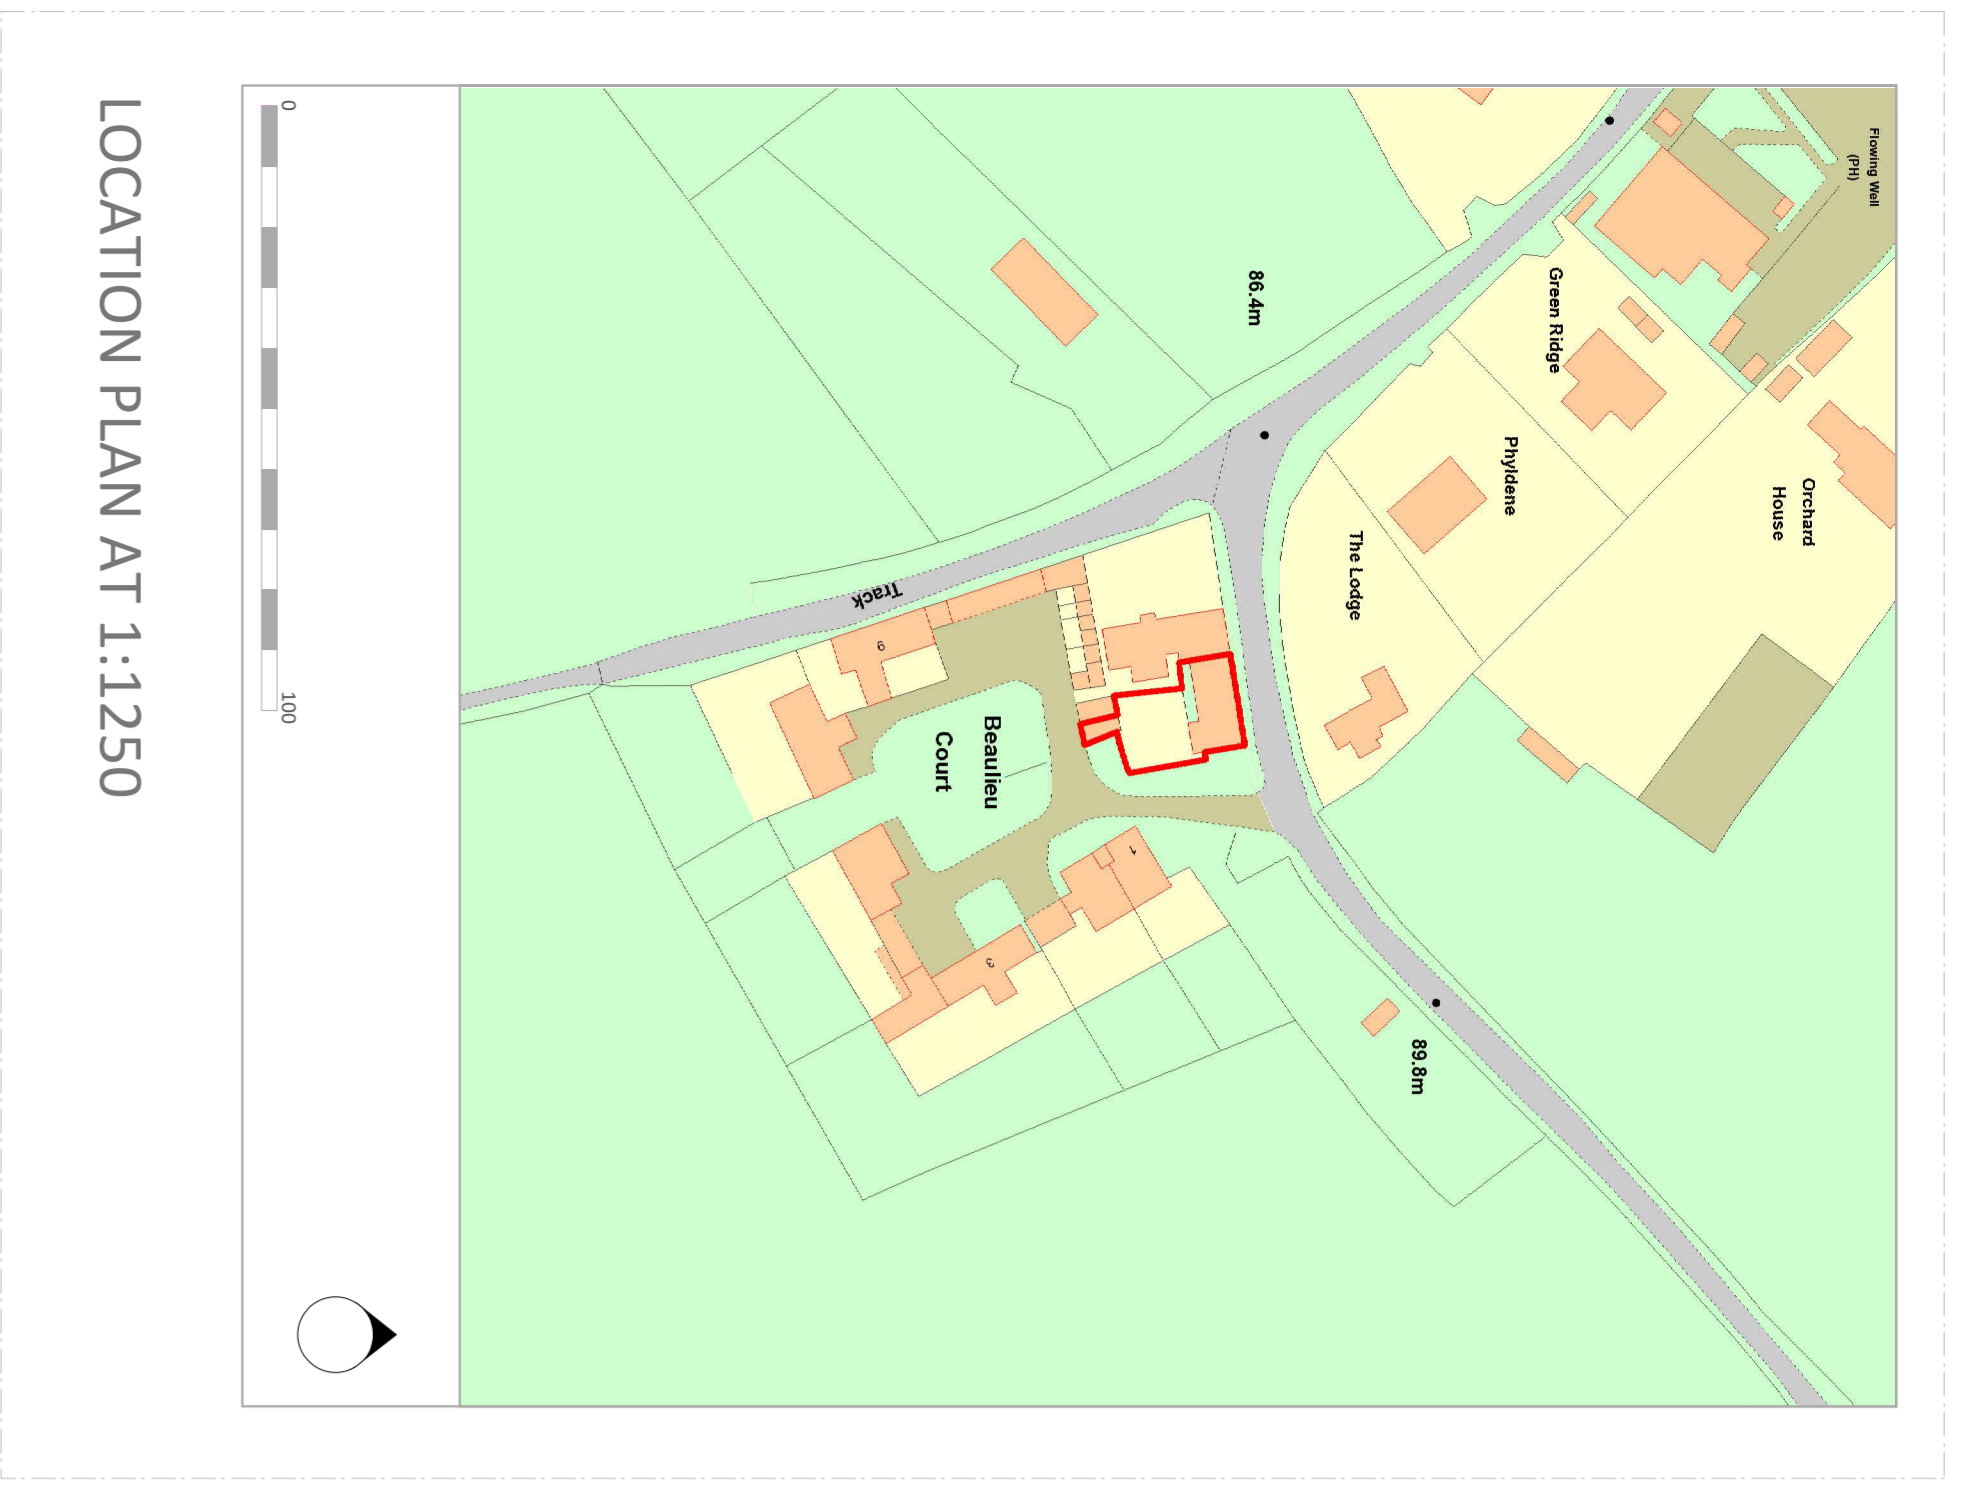 LOCATION PLAN AT 1:1250
0
100
Flowing Well
(PH)
Green Ridge
86.4m
Phyldene
Orchard
House
The Lodge
Track
9
Beaulieu
Court
1
3
89.8m